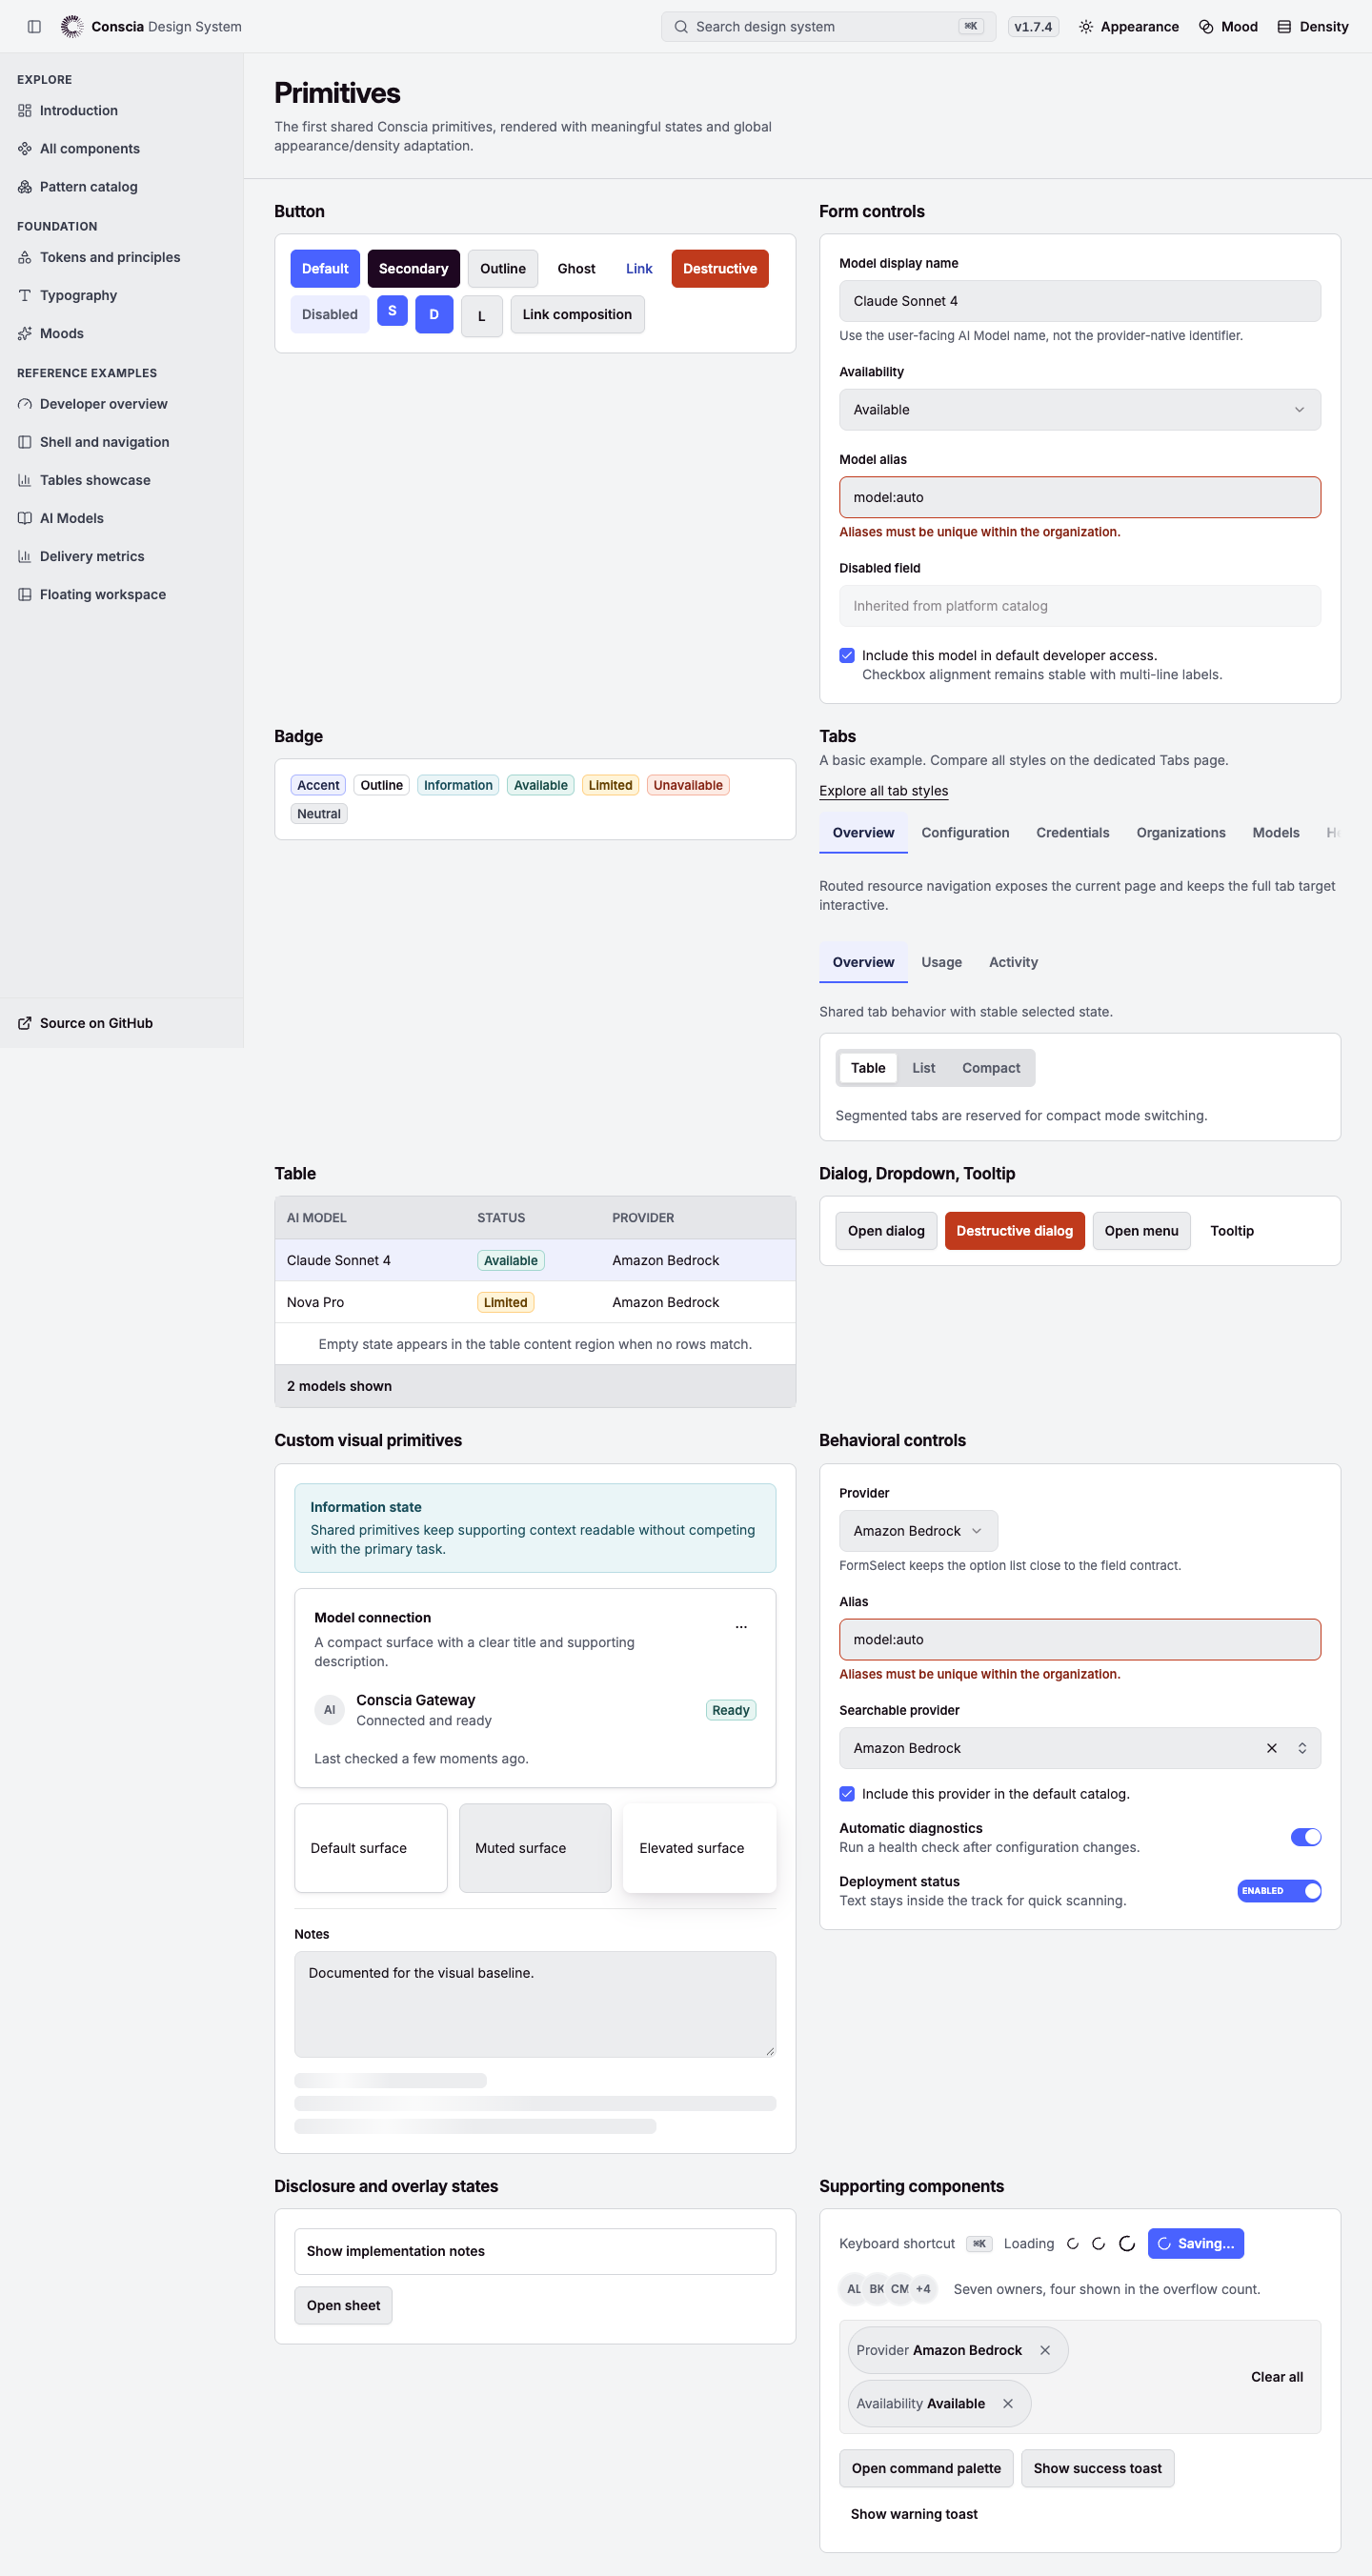 Conscia Design System
Search design system
⌘K
v1.7.4
Appearance
Mood
Density
EXPLORE
Introduction
All components
Pattern catalog
FOUNDATION
Tokens and principles
Typography
Moods
REFERENCE EXAMPLES
Developer overview
Shell and navigation
Tables showcase
AI Models
Delivery metrics
Floating workspace
Source on GitHub
Primitives
The first shared Conscia primitives, rendered with meaningful states and global
appearance/density adaptation.
Button
Default Secondary Outline Ghost Link Destructive
Disabled S D L Link composition
Form controls
Model display name
Claude Sonnet 4
Use the user-facing AI Model name, not the provider-native identifier.
Availability
Available
Model alias
model:auto
Aliases must be unique within the organization.
Disabled field
Inherited from platform catalog
Include this model in default developer access.
Checkbox alignment remains stable with multi-line labels.
Badge
Accent Outline Information Available Limited Unavailable
Neutral
Tabs
A basic example. Compare all styles on the dedicated Tabs page.
Explore all tab styles
Overview Configuration Credentials Organizations Models
Routed resource navigation exposes the current page and keeps the full tab target
interactive.
Overview Usage Activity
Shared tab behavior with stable selected state.
Table List Compact
Segmented tabs are reserved for compact mode switching.
Table
AI MODEL STATUS PROVIDER
Claude Sonnet 4 Available Amazon Bedrock
Nova Pro Limited Amazon Bedrock
Empty state appears in the table content region when no rows match.
2 models shown
Dialog, Dropdown, Tooltip
Open dialog Destructive dialog Open menu Tooltip
Custom visual primitives
Information state
Shared primitives keep supporting context readable without competing
with the primary task.
Model connection
A compact surface with a clear title and supporting
description.
AI
Conscia Gateway
Connected and ready
Ready
Last checked a few moments ago.
Default surface Muted surface Elevated surface
Notes
Documented for the visual baseline.
Behavioral controls
Provider
Amazon Bedrock
FormSelect keeps the option list close to the field contract.
Alias
model:auto
Aliases must be unique within the organization.
Searchable provider
Amazon Bedrock
Include this provider in the default catalog.
Automatic diagnostics
Run a health check after configuration changes.
Deployment status
Text stays inside the track for quick scanning.
ENABLED
Disclosure and overlay states
Show implementation notes
Open sheet
Supporting components
Keyboard shortcut ⌘K Loading Saving...
AL BK CM +4 Seven owners, four shown in the overflow count.
Provider Amazon Bedrock
Availability Available
Clear all
Open command palette Show success toast
Show warning toast